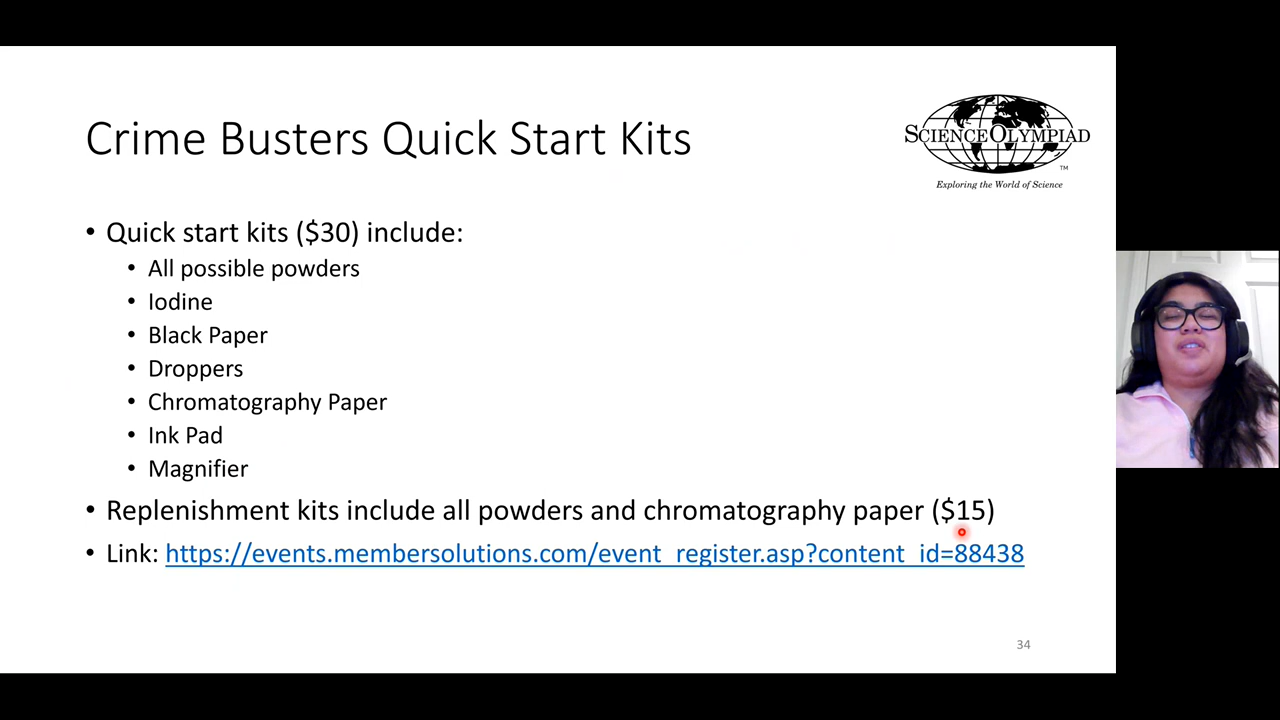 Crime Busters Quick Start Kits
SCIENCE OLYMPIAD
TM
Exploring the World of Science
• Quick start kits ($30) include:
• All possible powders
• Iodine
• Black Paper
• Droppers
• Chromatography Paper
• Ink Pad
• Magnifier
• Replenishment kits include all powders and chromatography paper ($15)
• Link: https://events.membersolutions.com/event_register.asp?content_id=88438
34